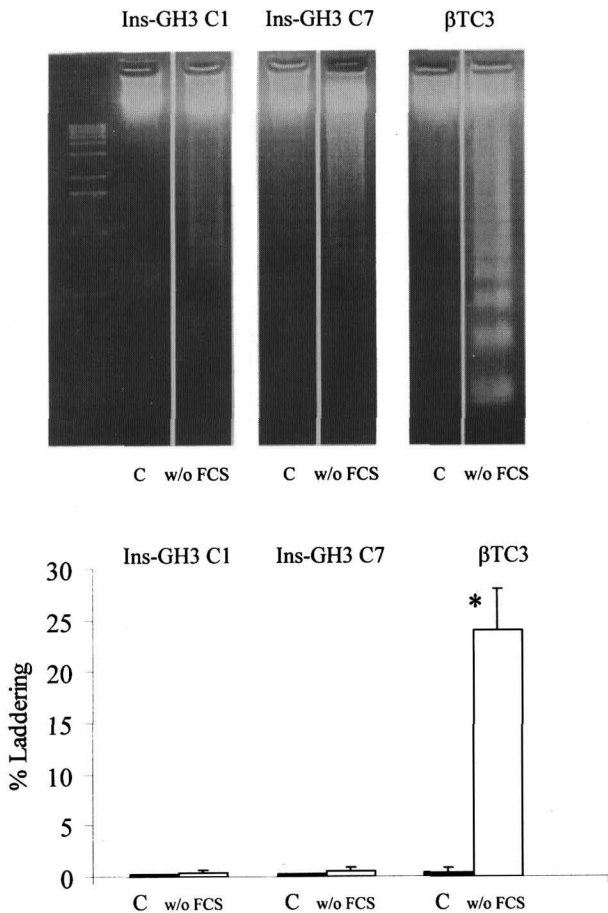 Ins-GH3 C1 Ins-GH3 C7 βTC3
C w/o FCS C w/o FCS C w/o FCS
Ins-GH3 C1 Ins-GH3 C7 βTC3
30
25
20
15
10
5
0
% Laddering
*
C w/o FCS C w/o FCS C w/o FCS